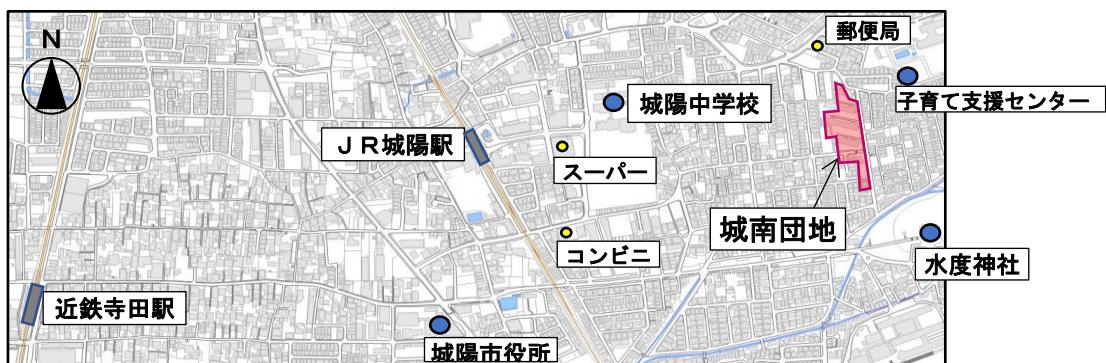 N
郵便局
子育て支援センター
城陽中学校
ＪＲ城陽駅
スーパー
城南団地
コンビニ
水度神社
近鉄寺田駅
城陽市役所